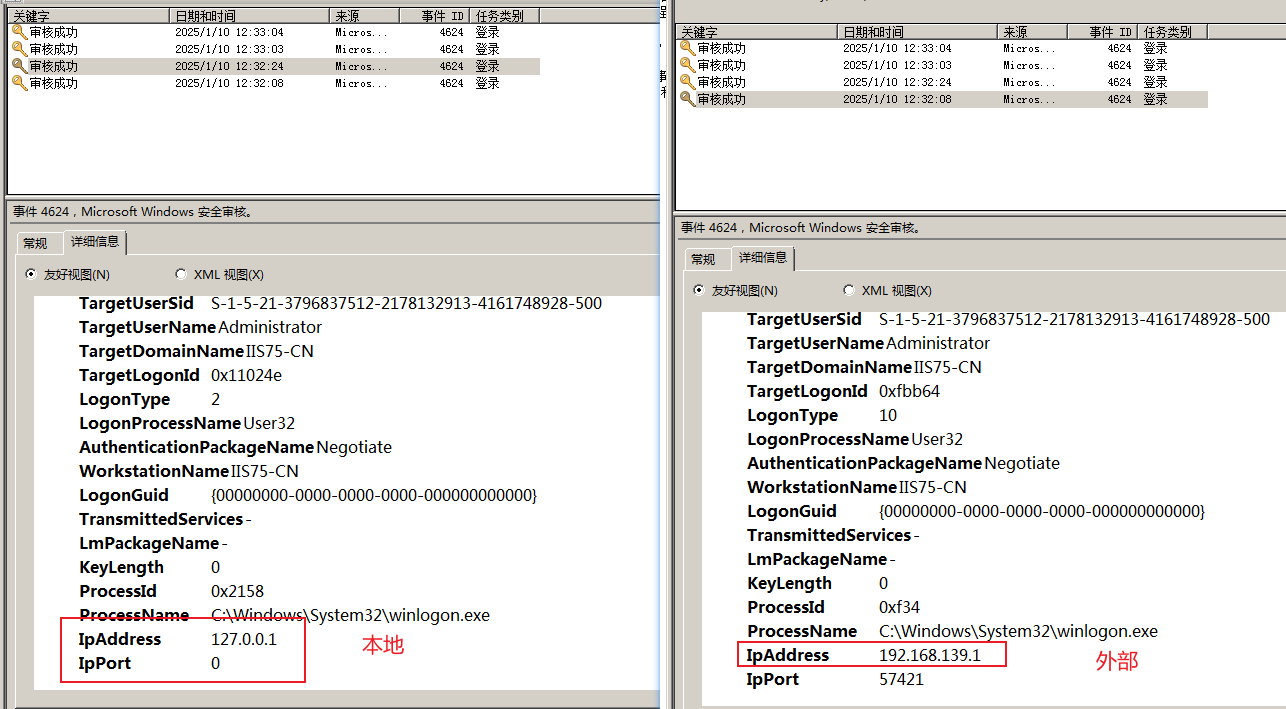 关键字 日期和时间 来源 事件 ID 任务类别
审核成功 2025/1/10 12:33:04 Micros... 4624 登录
审核成功 2025/1/10 12:33:03 Micros... 4624 登录
审核成功 2025/1/10 12:32:24 Micros... 4624 登录
审核成功 2025/1/10 12:32:08 Micros... 4624 登录
事件 4624，Microsoft Windows 安全审核。
常规 详细信息
友好视图(N) XML 视图(X)
TargetUserSid S-1-5-21-3796837512-2178132913-4161748928-500
TargetUserName Administrator
TargetDomainName IIS75-CN
TargetLogonId 0x11024e
LogonType 2
LogonProcessName User32
AuthenticationPackageName Negotiate
WorkstationName IIS75-CN
LogonGuid {00000000-0000-0000-0000-000000000000}
TransmittedServices -
LmPackageName -
KeyLength 0
ProcessId 0x2158
ProcessName C:\Windows\System32\winlogon.exe
IpAddress 127.0.0.1
IpPort 0
本地
关键字 日期和时间 来源 事件 ID 任务类别
审核成功 2025/1/10 12:33:04 Micros... 4624 登录
审核成功 2025/1/10 12:33:03 Micros... 4624 登录
审核成功 2025/1/10 12:32:24 Micros... 4624 登录
审核成功 2025/1/10 12:32:08 Micros... 4624 登录
事件 4624，Microsoft Windows 安全审核。
常规 详细信息
友好视图(N) XML 视图(X)
TargetUserSid S-1-5-21-3796837512-2178132913-4161748928-500
TargetUserName Administrator
TargetDomainName IIS75-CN
TargetLogonId 0xfbb64
LogonType 10
LogonProcessName User32
AuthenticationPackageName Negotiate
WorkstationName IIS75-CN
LogonGuid {00000000-0000-0000-0000-000000000000}
TransmittedServices -
LmPackageName -
KeyLength 0
ProcessId 0xf34
ProcessName C:\Windows\System32\winlogon.exe
IpAddress 192.168.139.1
IpPort 57421
外部